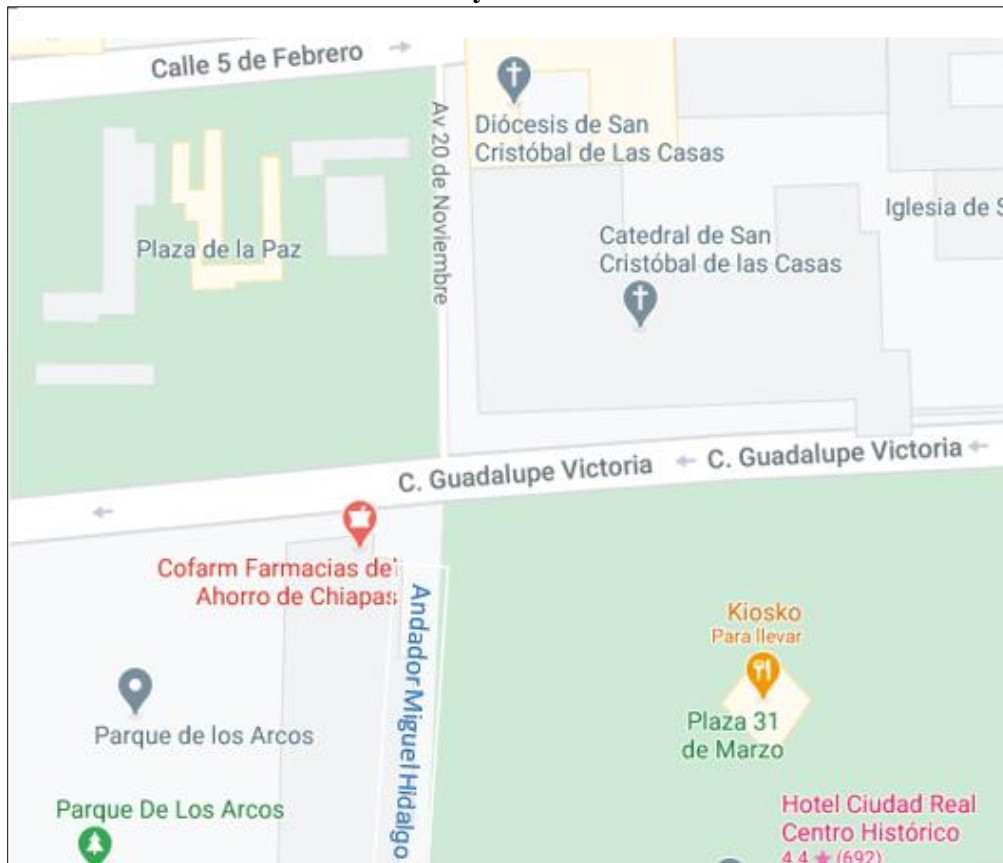 y
Calle 5 de Febrero
Av 20 de Noviembre
Diócesis de San
Cristóbal de Las Casas
Iglesia de S
Plaza de la Paz
Catedral de San
Cristóbal de las Casas
C. Guadalupe Victoria
C. Guadalupe Victoria
Cofarm Farmacias del
Ahorro de Chiapas
Andador Miguel Hidalgo
Kiosko
Para llevar
Plaza 31
de Marzo
Parque de los Arcos
Parque De Los Arcos
Hotel Ciudad Real
Centro Histórico
4.4 ★ (692)